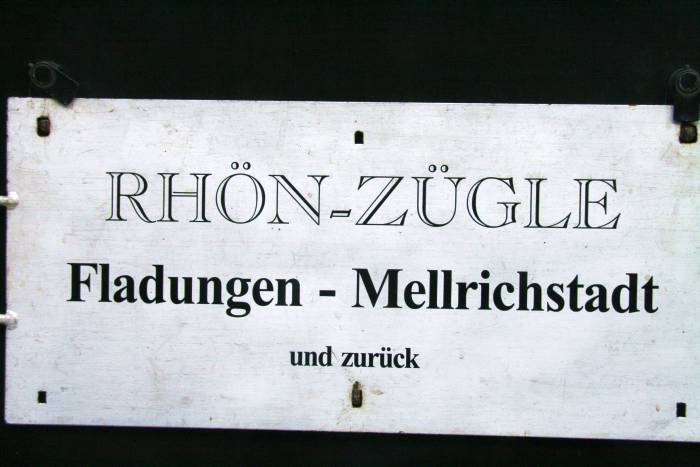 RHÖN-ZÜGLE
Fladungen - Mellrichstadt
und zurück